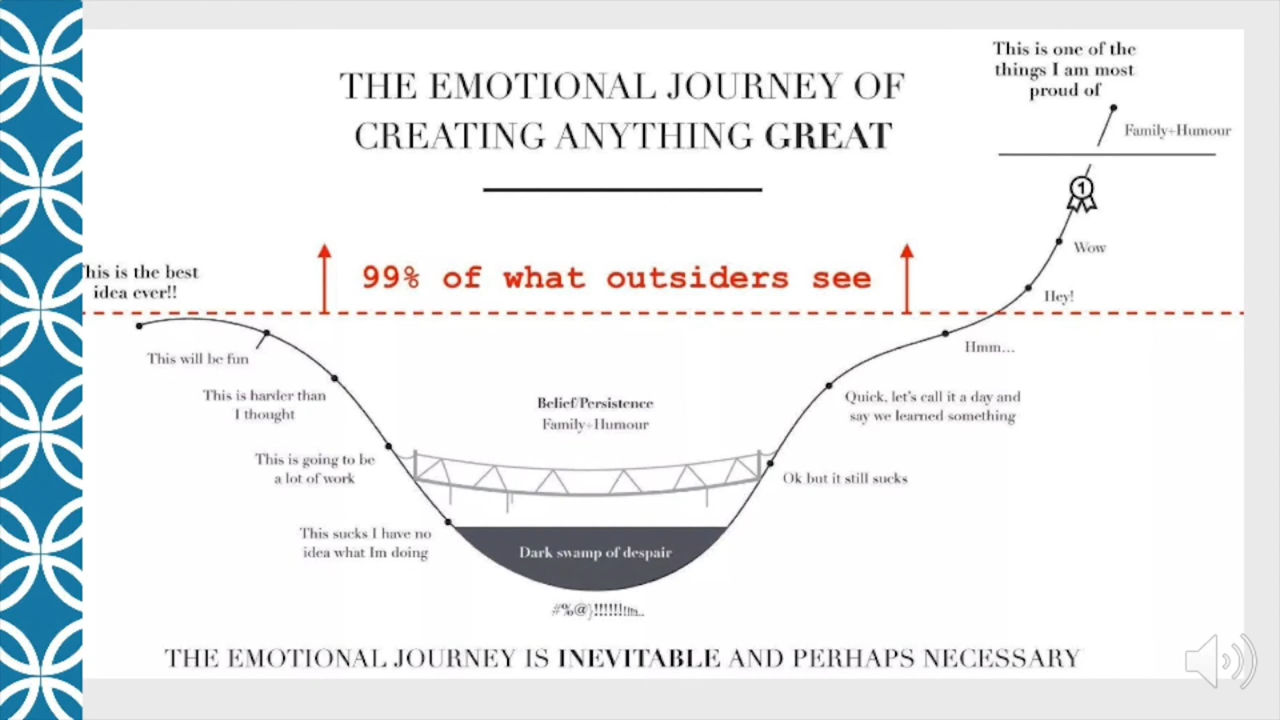 This is one of the
things I am most
proud of
THE EMOTIONAL JOURNEY OF
CREATING ANYTHING GREAT
Family+Humour
1
Wow
99% of what outsiders see
his is the best
idea ever!!
Hey!
This will be fun
Hmm...
This is harder than
I thought
Belief/Persistence
Family+Humour
Quick, let's call it a day and
say we learned something
This is going to be
a lot of work
Ok but it still sucks
This sucks I have no
idea what Im doing
Dark swamp of despair
THE EMOTIONAL JOURNEY IS INEVITABLE AND PERHAPS NECESSARY